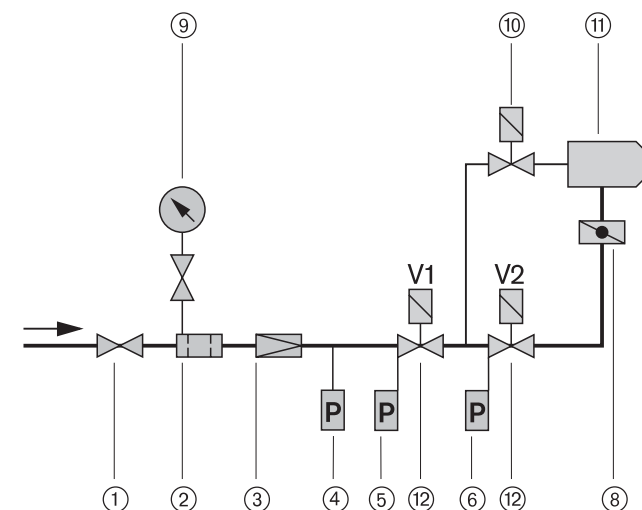 ⑨ ⑩ ⑪
V1 V2
P P P
① ② ③ ④ ⑤ ⑫ ⑥ ⑫ ⑧